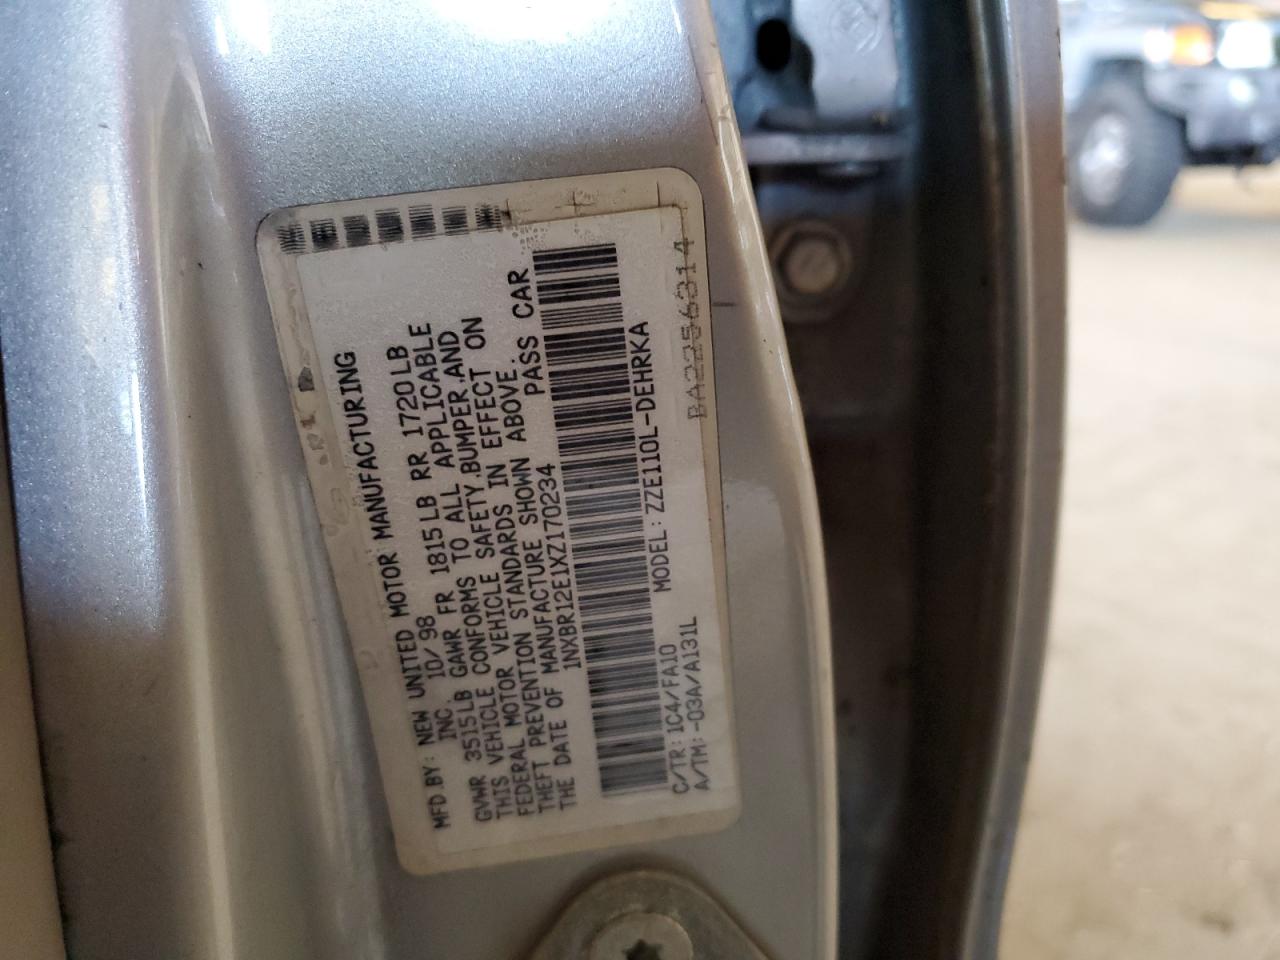 MFD.BY: NEW UNITED MOTOR MANUFACTURING
INC. 10/98
GVWR 3515LB GAWR FR 1815LB RR 1720LB
THIS VEHICLE CONFORMS TO ALL APPLICABLE
FEDERAL MOTOR VEHICLE SAFETY,BUMPER,AND
THEFT PREVENTION STANDARDS IN EFFECT ON
THE DATE OF MANUFACTURE SHOWN ABOVE.
1NXBR12E1XZ170234 PASS CAR
C/TR: 1C4/FA10 MODEL: ZZE110L-DEHRKA
A/TM: -03A/A131L
BA2256314